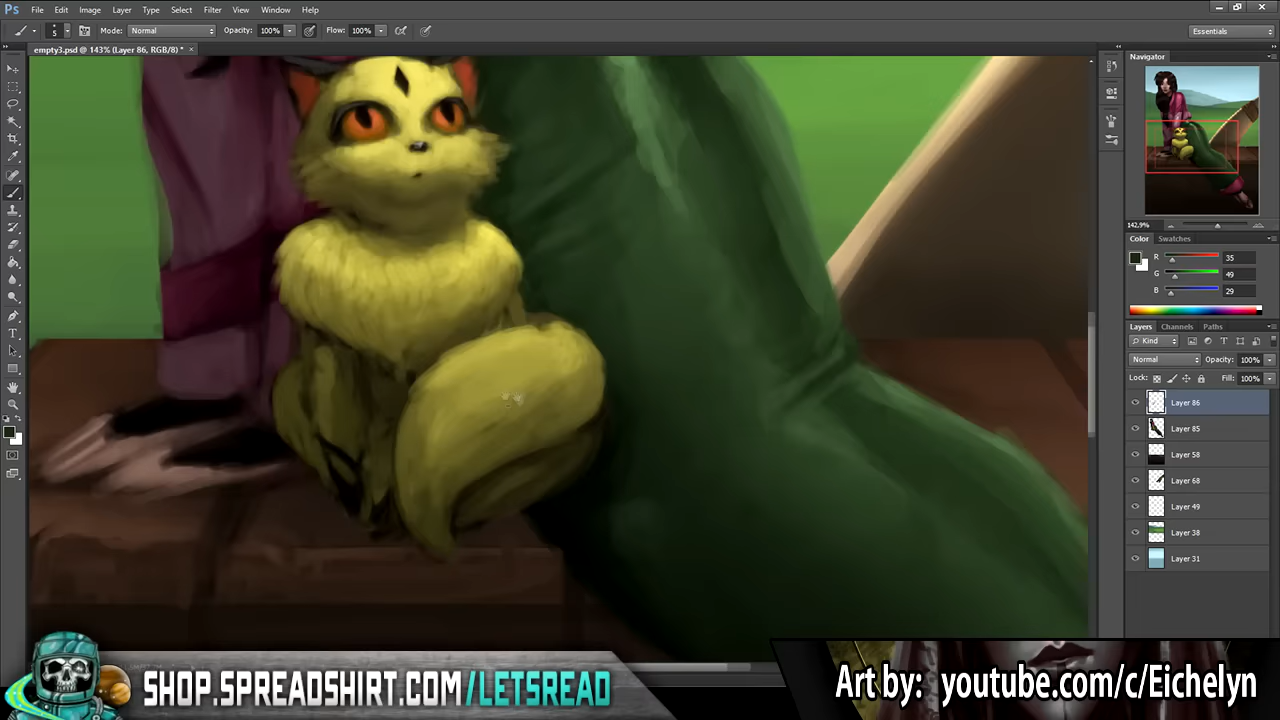 Ps File Edit Image Layer Type Select Filter View Window Help
5 Mode: Normal Opacity: 100% Flow: 100% Essentials
empty3.psd @ 143% (Layer 86, RGB/8) * ×
Navigator
142,9%
Color Swatches
R 35
G 49
B 29
Layers Channels Paths
Kind
Normal Opacity: 100%
Lock: Fill: 100%
Layer 86
Layer 85
Layer 58
Layer 68
Layer 49
Layer 38
Layer 31
SHOP.SPREADSHIRT.COM/LETSREAD
Art by: youtube.com/c/Eichelyn